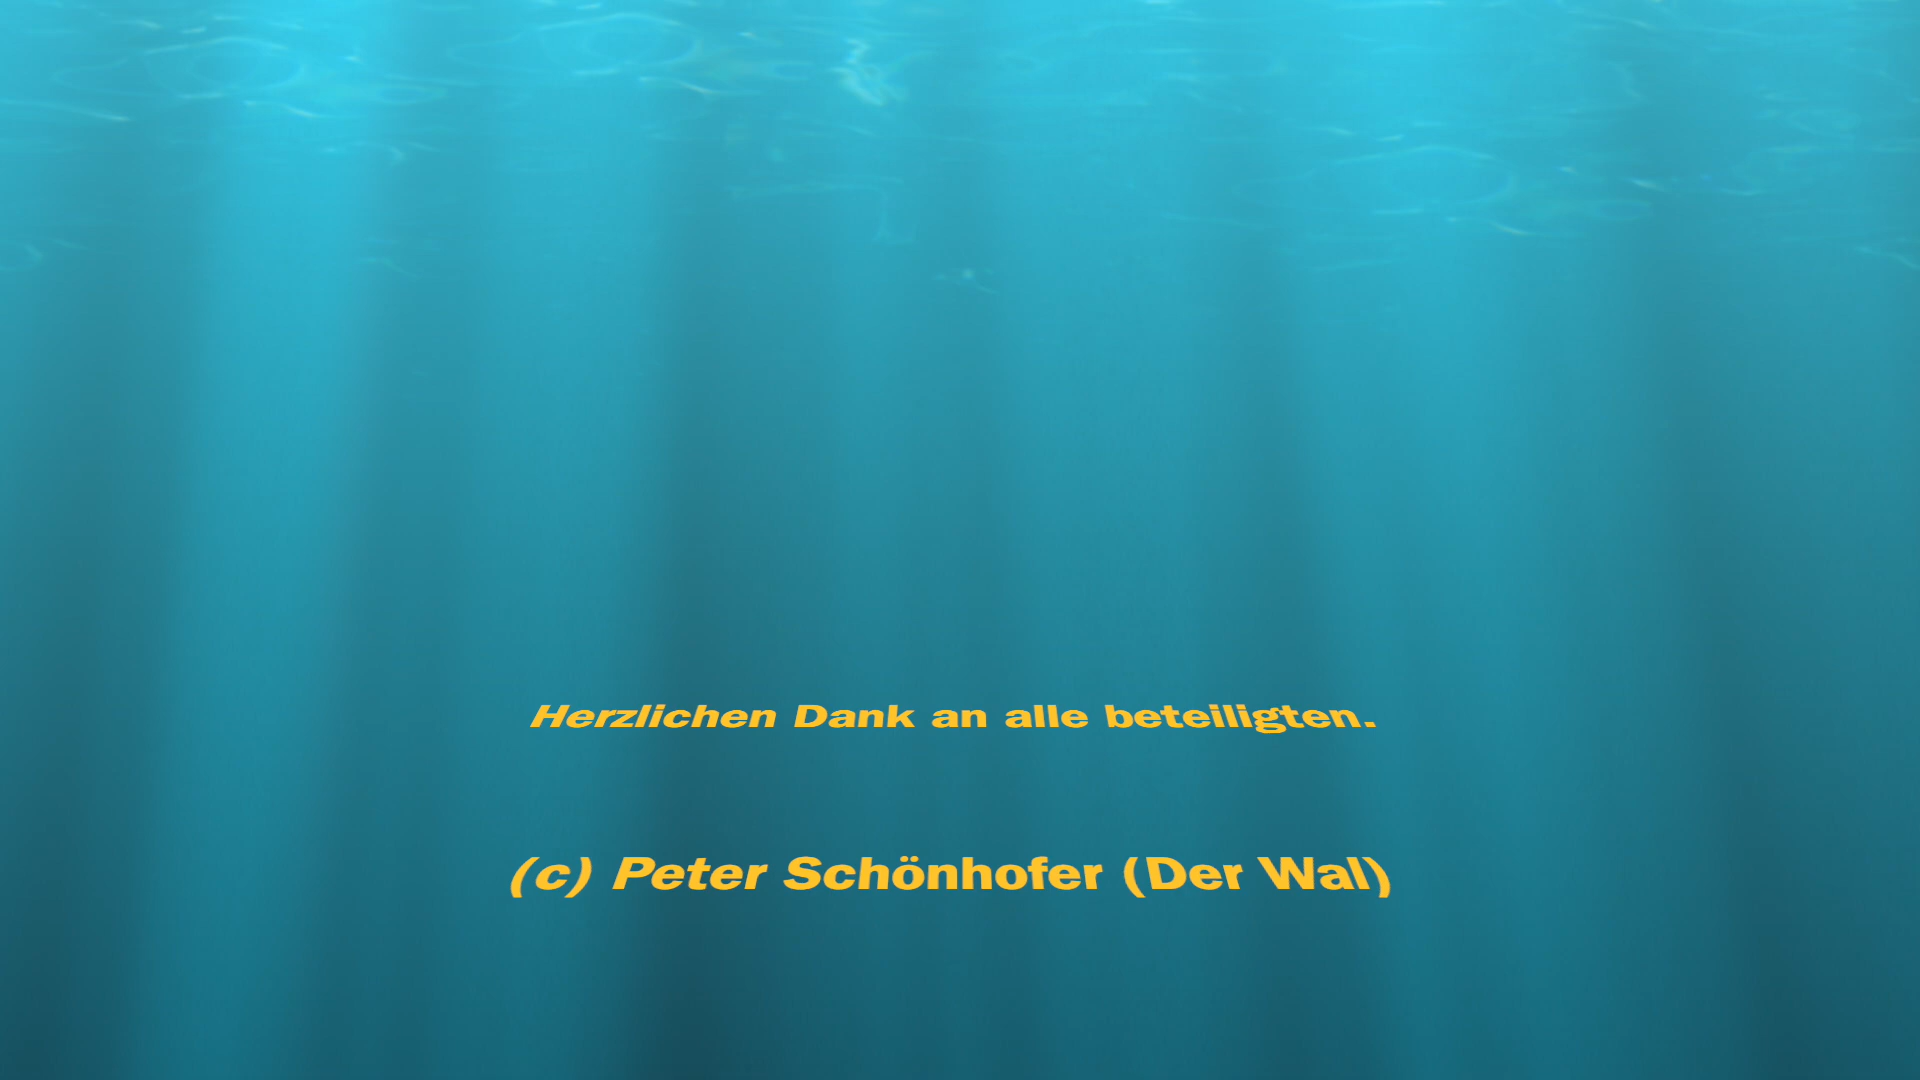 Herzlichen Dank an alle beteiligten.
(c) Peter Schönhofer (Der Wal)